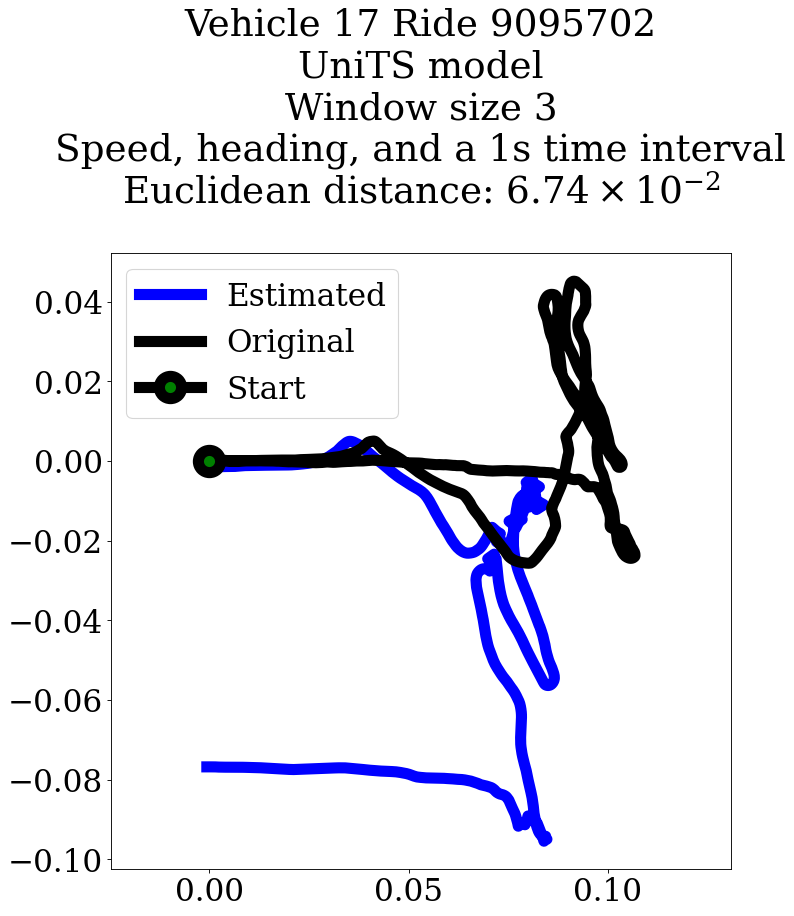 Vehicle 17 Ride 9095702
UniTS model
Window size 3
Speed, heading, and a 1s time interval
Euclidean distance: 6.74 × 10⁻²
Estimated
Original
Start
0.04
0.02
0.00
−0.02
−0.04
−0.06
−0.08
−0.10
0.00 0.05 0.10